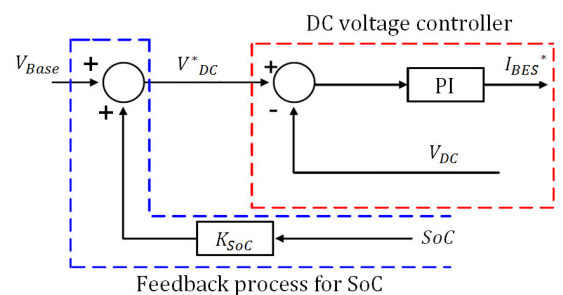 DC voltage controller
V_Base
+
+
V*_DC
+
-
PI
I_BES*
V_DC
K_SoC
SoC
Feedback process for SoC